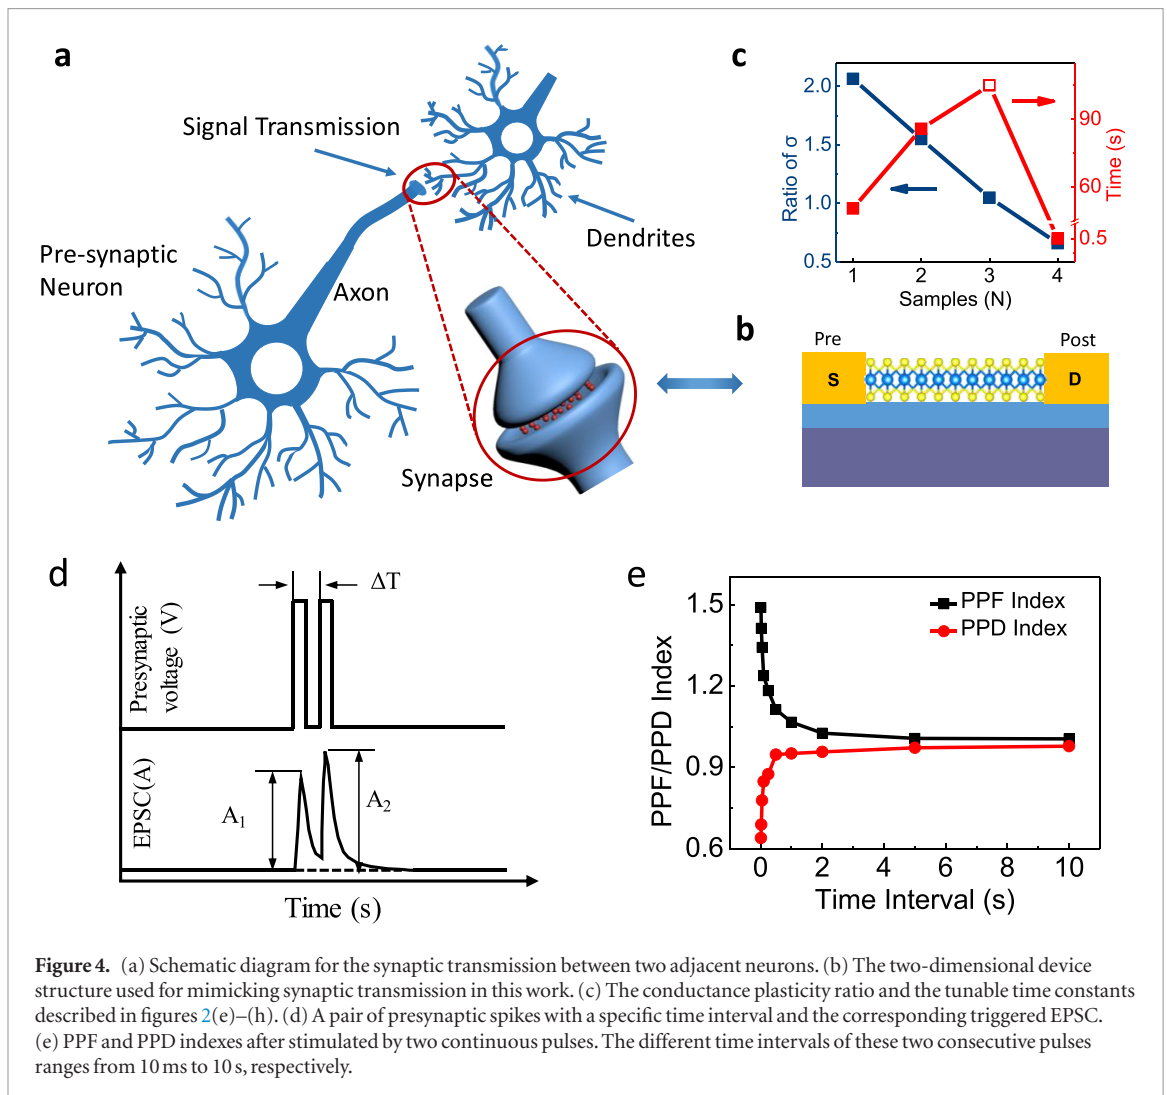 a
Signal Transmission
Dendrites
Pre-synaptic
Neuron
Axon
Synapse
c
2.0
1.5
1.0
0.5
Ratio of σ
90
60
0.5
Time (s)
1 2 3 4
Samples (N)
b
Pre Post
S D
d
ΔT
Presynaptic
voltage (V)
EPSC(A)
A1
A2
Time (s)
e
1.5
1.2
0.9
0.6
PPF/PPD Index
PPF Index
PPD Index
0 2 4 6 8 10
Time Interval (s)
Figure 4. (a) Schematic diagram for the synaptic transmission between two adjacent neurons. (b) The two-dimensional device
structure used for mimicking synaptic transmission in this work. (c) The conductance plasticity ratio and the tunable time constants
described in figures 2(e)–(h). (d) A pair of presynaptic spikes with a specific time interval and the corresponding triggered EPSC.
(e) PPF and PPD indexes after stimulated by two continuous pulses. The different time intervals of these two consecutive pulses
ranges from 10 ms to 10 s, respectively.